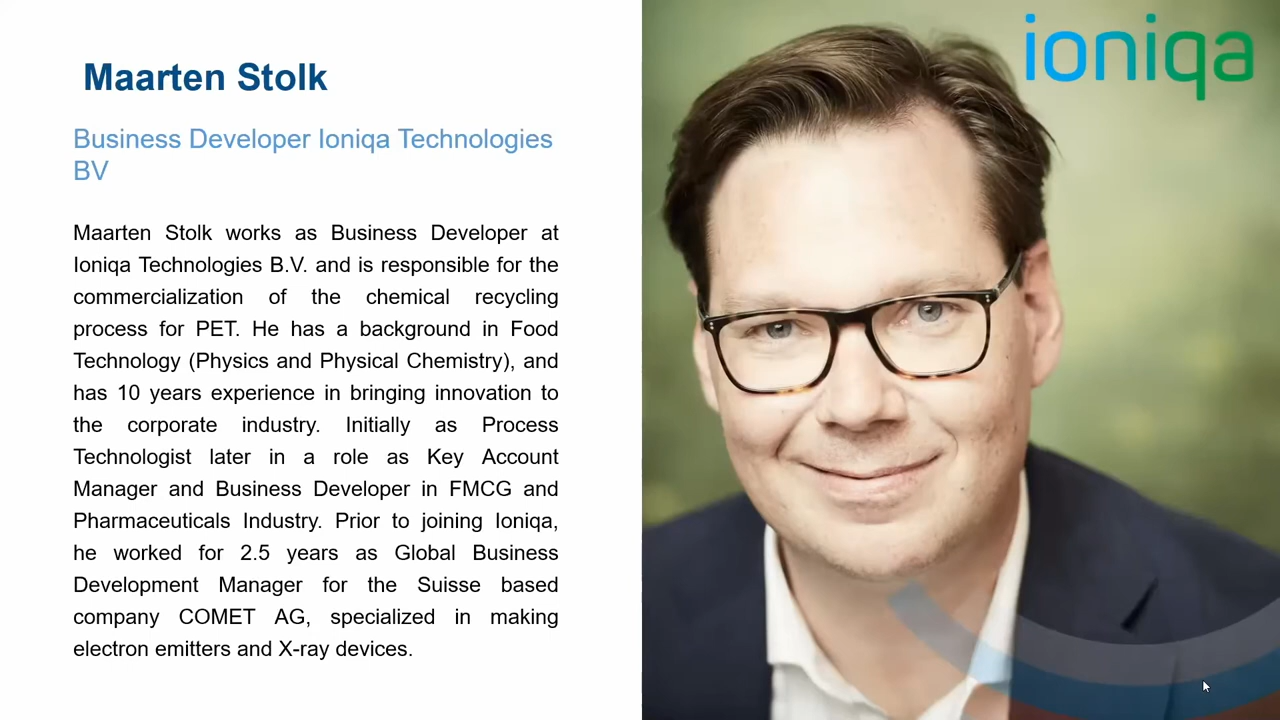 Maarten Stolk
Business Developer Ioniqa Technologies
BV
Maarten Stolk works as Business Developer at
Ioniqa Technologies B.V. and is responsible for the
commercialization of the chemical recycling
process for PET. He has a background in Food
Technology (Physics and Physical Chemistry), and
has 10 years experience in bringing innovation to
the corporate industry. Initially as Process
Technologist later in a role as Key Account
Manager and Business Developer in FMCG and
Pharmaceuticals Industry. Prior to joining Ioniqa,
he worked for 2.5 years as Global Business
Development Manager for the Suisse based
company COMET AG, specialized in making
electron emitters and X-ray devices.
ioniqa